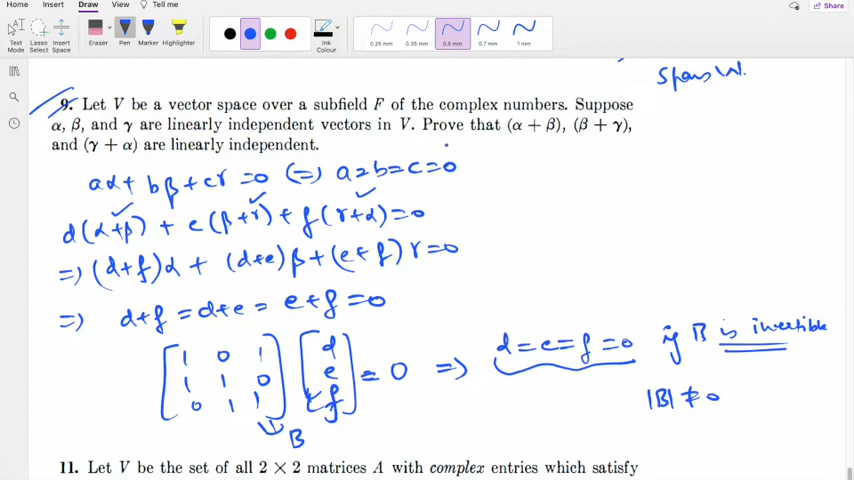 Home Insert Draw View Share
Text Mode Lasso Select Insert Space Eraser Pen Marker Highlighter Ink Colour 0.25 mm 0.35 mm 0.5 mm 0.7 mm 1 mm
Spans W.
9. Let V be a vector space over a subfield F of the complex numbers. Suppose
α, β, and γ are linearly independent vectors in V. Prove that (α + β), (β + γ),
and (γ + α) are linearly independent.
aα + bβ + cr = 0 (=) a=b=c=0
d(α+β) + e(β+r) + f(r+α) = 0
=) (d+f)α + (d+e)β + (e+f)r = 0
=) d+f = d+e = e+f = 0
[1 0 1 [d
1 1 0 e = 0 => d=e=f=0 if B is invertible
0 1 1] f] |B| ≠ 0
B
11. Let V be the set of all 2 × 2 matrices A with complex entries which satisfy